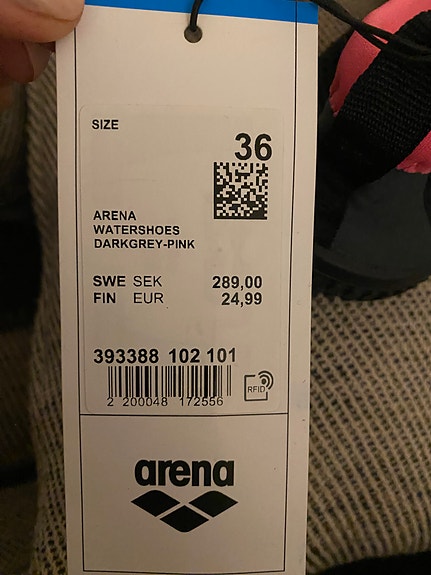 SIZE
36
ARENA
WATERSHOES
DARKGREY-PINK
SWE SEK 289,00
FIN EUR 24,99
393388 102 101
RFID
2 200048 172556
arena